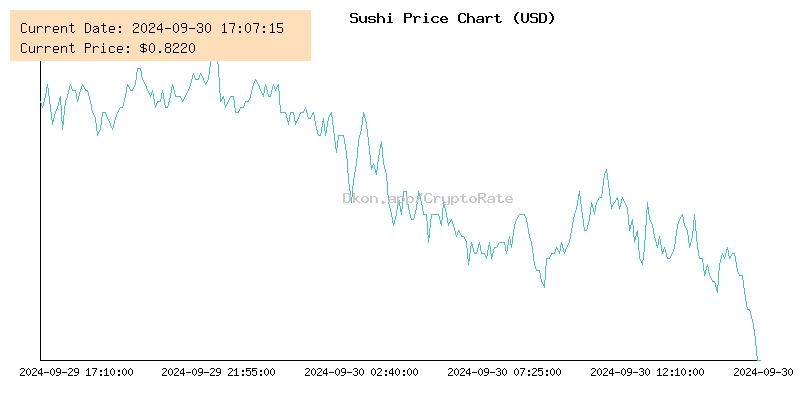 Sushi Price Chart (USD)
Current Date: 2024-09-30 17:07:15
Current Price: $0.8220
Dkon.app/CryptoRate
2024-09-29 17:10:00
2024-09-29 21:55:00
2024-09-30 02:40:00
2024-09-30 07:25:00
2024-09-30 12:10:00
2024-09-30